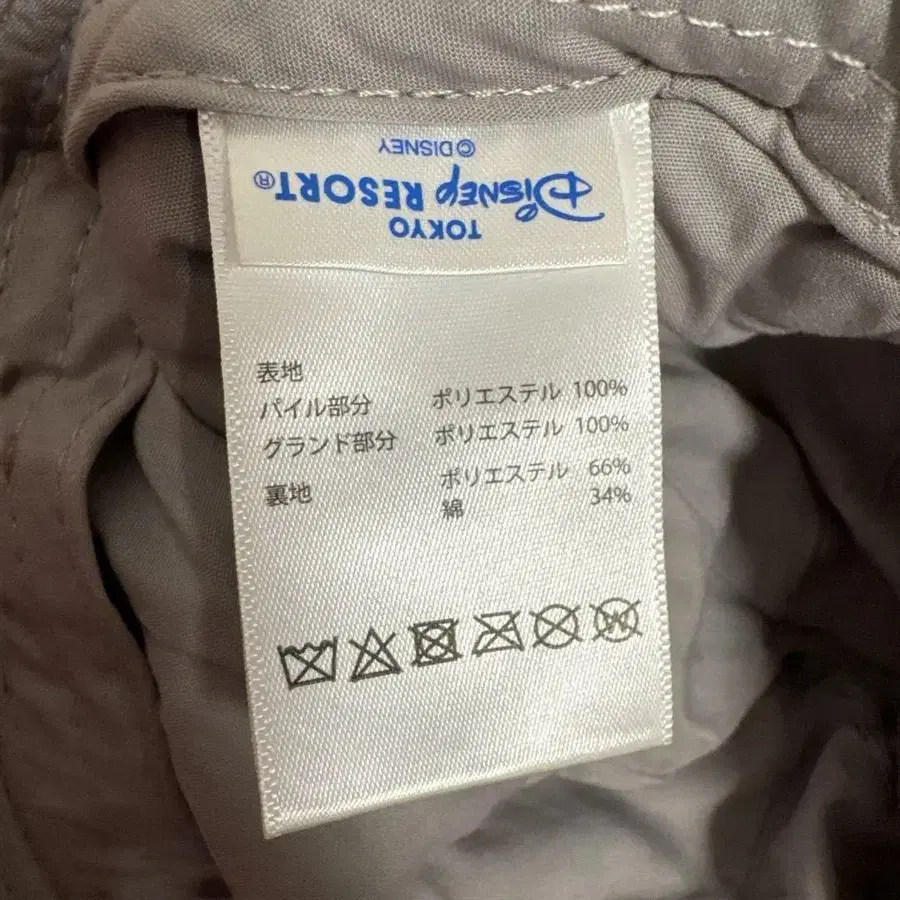 TOKYO
DISNEY RESORT®
© DISNEY
表地
パイル部分 ポリエステル 100%
グランド部分 ポリエステル 100%
裏地 ポリエステル 66%
綿 34%
W